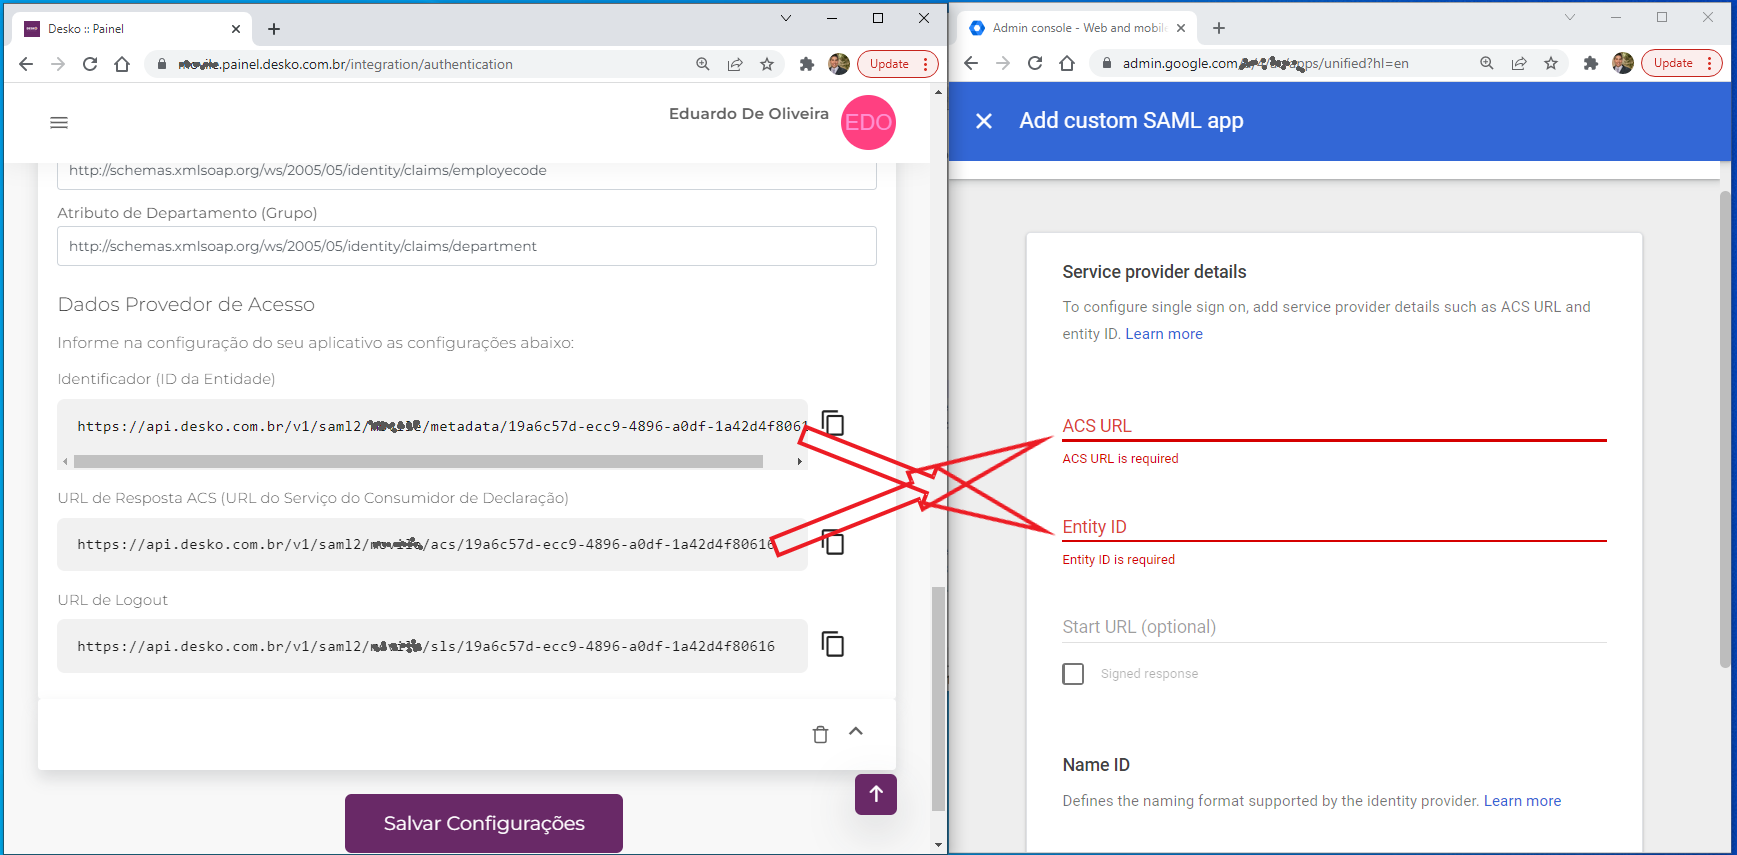 Desko :: Painel
.painel.desko.com.br/integration/authentication
Update
Eduardo De Oliveira
EDO
http://schemas.xmlsoap.org/ws/2005/05/identity/claims/employecode
Atributo de Departamento (Grupo)
http://schemas.xmlsoap.org/ws/2005/05/identity/claims/department
Dados Provedor de Acesso
Informe na configuração do seu aplicativo as configurações abaixo:
Identificador (ID da Entidade)
https://api.desko.com.br/v1/saml2/ /metadata/19a6c57d-ecc9-4896-a0df-1a42d4f8061
URL de Resposta ACS (URL do Serviço do Consumidor de Declaração)
https://api.desko.com.br/v1/saml2/ /acs/19a6c57d-ecc9-4896-a0df-1a42d4f80616
URL de Logout
https://api.desko.com.br/v1/saml2/ /sls/19a6c57d-ecc9-4896-a0df-1a42d4f80616
Salvar Configurações
Admin console - Web and mobile
admin.google.com /apps/unified?hl=en
Update
Add custom SAML app
Service provider details
To configure single sign on, add service provider details such as ACS URL and
entity ID. Learn more
ACS URL
ACS URL is required
Entity ID
Entity ID is required
Start URL (optional)
Signed response
Name ID
Defines the naming format supported by the identity provider. Learn more